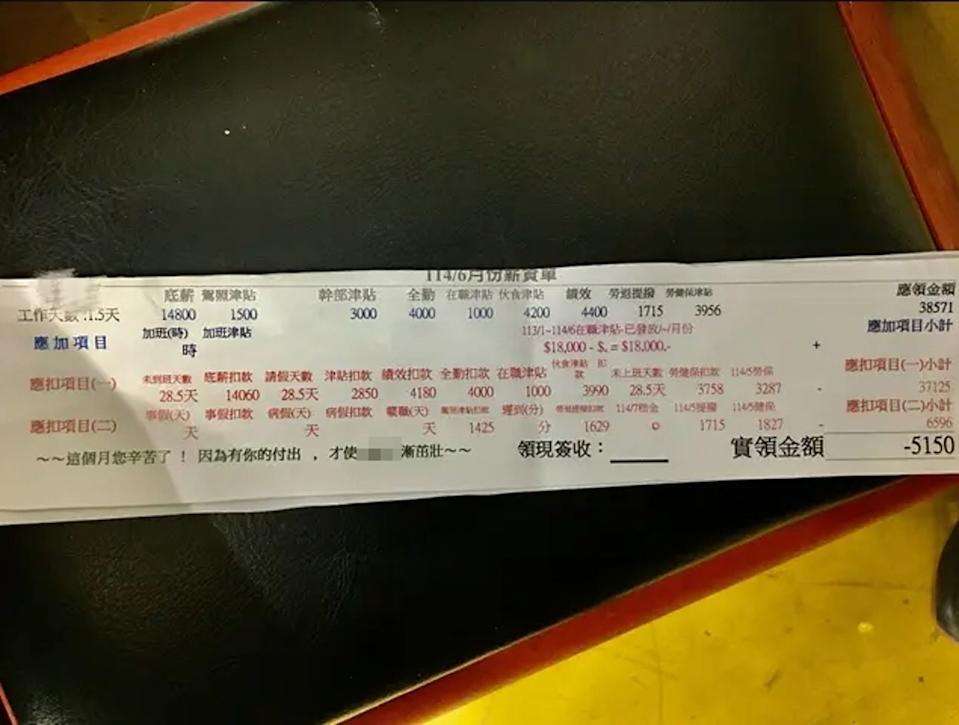 114/6月份薪資單
底薪 駕照津貼 幹部津貼 全勤 在職津貼 伙食津貼 績效 勞退提撥 勞健保津貼 應領金額
工作天數:1.5天 14800 1500 3000 4000 1000 4200 4400 1715 3956 38571
應加項目 加班(時) 加班津貼 113/1~114/6在職津貼-已發放/~/月份 應加項目小計
時 $18,000 - $. = $18,000.- +
應扣項目(一) 未到班天數 底薪扣款 請假天數 津貼扣款 績效扣款 全勤扣款 在職津貼 伙食津貼 扣款 未上班天數 勞健保扣款 114/5勞保 應扣項目(一)小計
28.5天 14060 28.5天 2850 4180 4000 1000 3990 28.5天 3758 3287 - 37125
應扣項目(二) 事假(天) 事假扣款 病假(天) 病假扣款 曠職(天) 駕照津貼扣款 遲到(分) 勞退提撥扣款 114/7租金 114/5提撥 114/5健保 應扣項目(二)小計
天 天 天 1425 分 1629 0 1715 1827 - 6596
~~這個月您辛苦了！ 因為有你的付出 , 才使 漸茁壯~~ 領現簽收： 實領金額 -5150